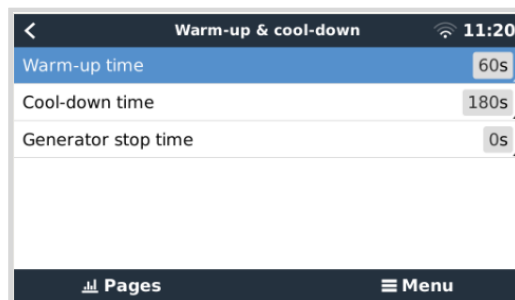 Warm-up & cool-down 11:20
Warm-up time 60s
Cool-down time 180s
Generator stop time 0s
Pages Menu